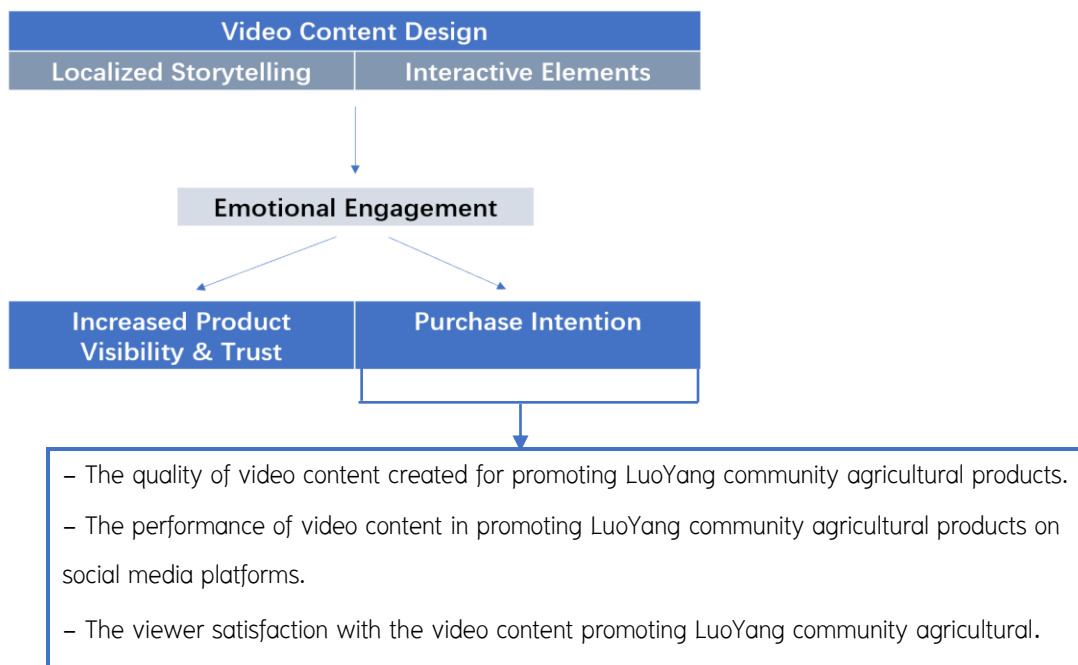 Video Content Design
Localized Storytelling
Interactive Elements
Emotional Engagement
Increased Product
Visibility & Trust
Purchase Intention
– The quality of video content created for promoting LuoYang community agricultural products.
– The performance of video content in promoting LuoYang community agricultural products on
social media platforms.
– The viewer satisfaction with the video content promoting LuoYang community agricultural.